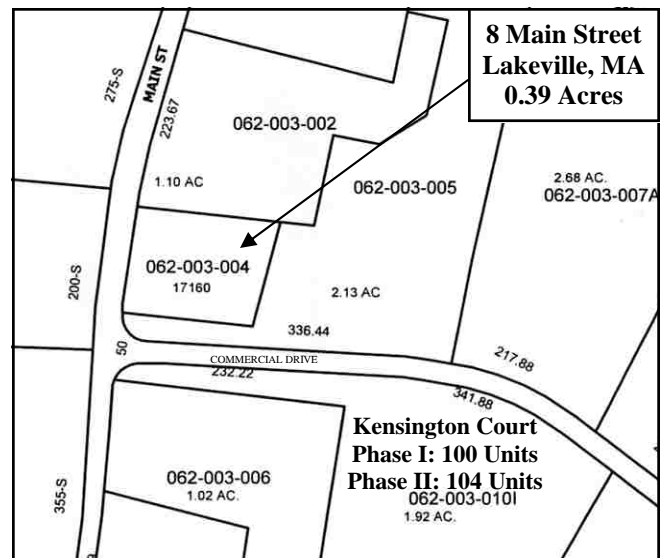 8 Main Street
Lakeville, MA
0.39 Acres
275-S
MAIN ST
223.67
062-003-002
1.10 AC
062-003-005
2.68 AC.
062-003-007A
062-003-004
17160
200-S
2.13 AC
336.44
50
COMMERCIAL DRIVE
232.22
217.88
341.88
Kensington Court
Phase I: 100 Units
Phase II: 104 Units
062-003-006
1.02 AC.
062-003-010I
1.92 AC.
355-S